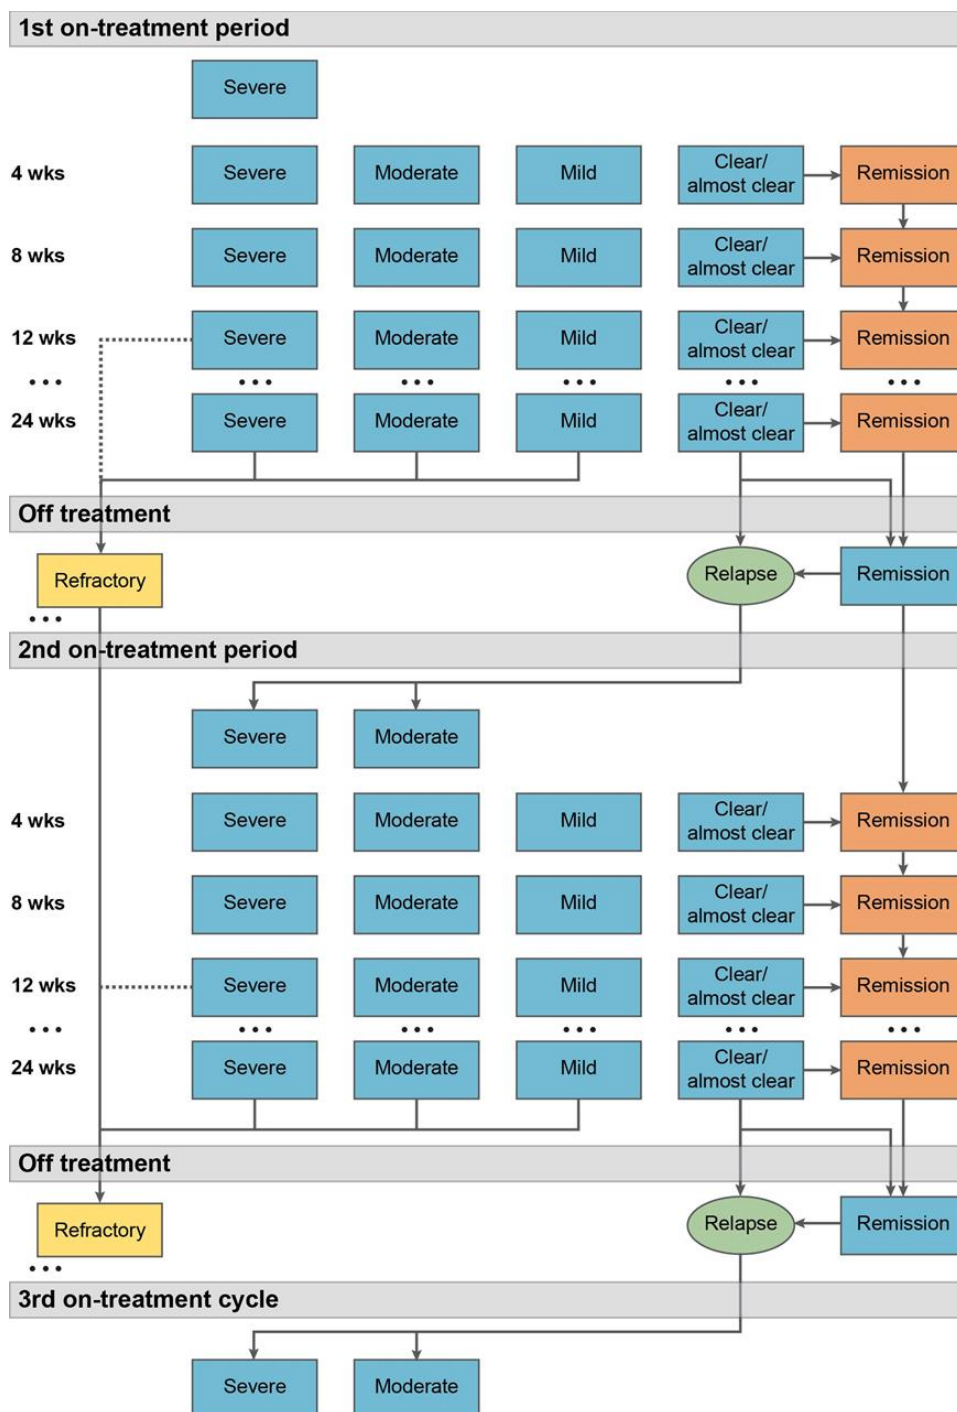 1st on-treatment period
Severe
4 wks Severe Moderate Mild Clear/ almost clear Remission
8 wks Severe Moderate Mild Clear/ almost clear Remission
12 wks Severe Moderate Mild Clear/ almost clear Remission
... ... ... ... ... ...
24 wks Severe Moderate Mild Clear/ almost clear Remission
Off treatment
Refractory Relapse Remission
...
2nd on-treatment period
Severe Moderate
4 wks Severe Moderate Mild Clear/ almost clear Remission
8 wks Severe Moderate Mild Clear/ almost clear Remission
12 wks Severe Moderate Mild Clear/ almost clear Remission
... ... ... ... ... ...
24 wks Severe Moderate Mild Clear/ almost clear Remission
Off treatment
Refractory Relapse Remission
...
3rd on-treatment cycle
Severe Moderate